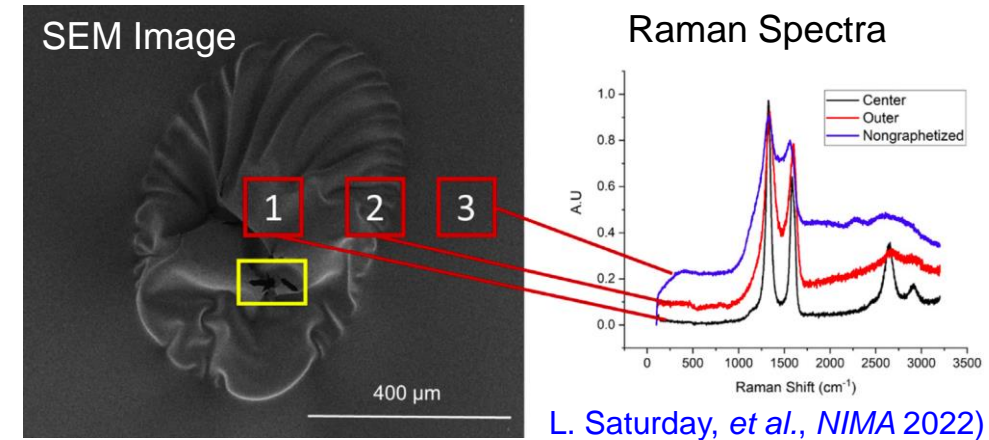 SEM Image
Raman Spectra
1 2 3
400 µm
1.0
0.8
0.6
0.4
0.2
0.0
A.U
Center
Outer
Nongraphetized
0 500 1000 1500 2000 2500 3000 3500
Raman Shift (cm⁻¹)
L. Saturday, et al., NIMA 2022)